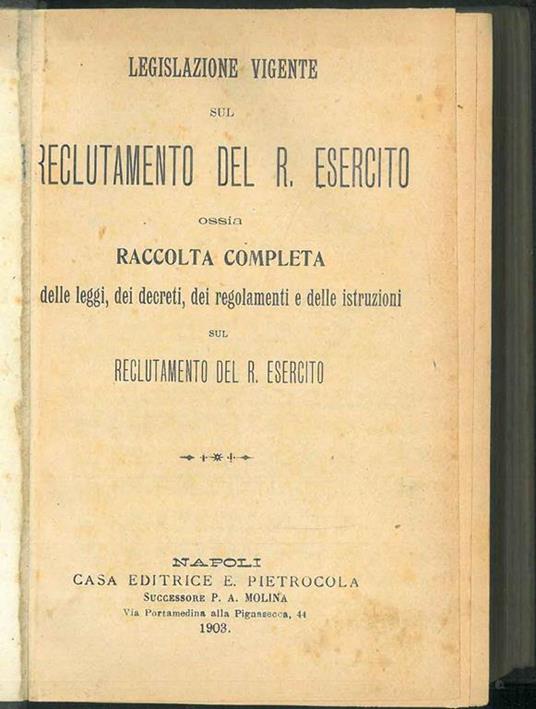 LEGISLAZIONE VIGENTE
SUL
RECLUTAMENTO DEL R. ESERCITO
ossia
RACCOLTA COMPLETA
delle leggi, dei decreti, dei regolamenti e delle istruzioni
SUL
RECLUTAMENTO DEL R. ESERCITO
NAPOLI
CASA EDITRICE E. PIETROCOLA
SUCCESSORE P. A. MOLINA
Via Portamedina alla Pignasecca, 44
1903.